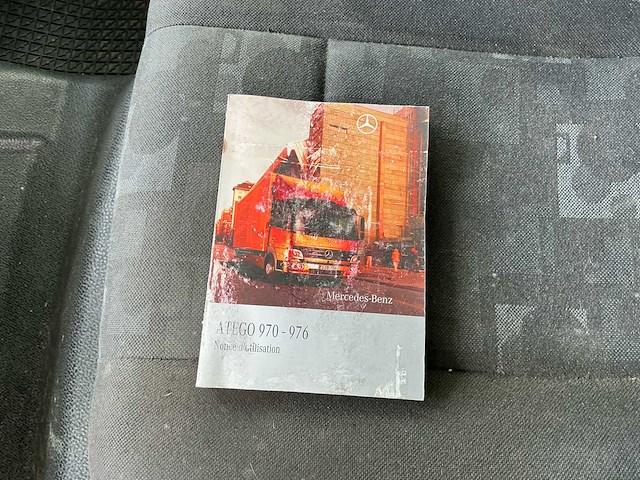 Mercedes-Benz
ATEGO 970 - 976
Notice d'utilisation